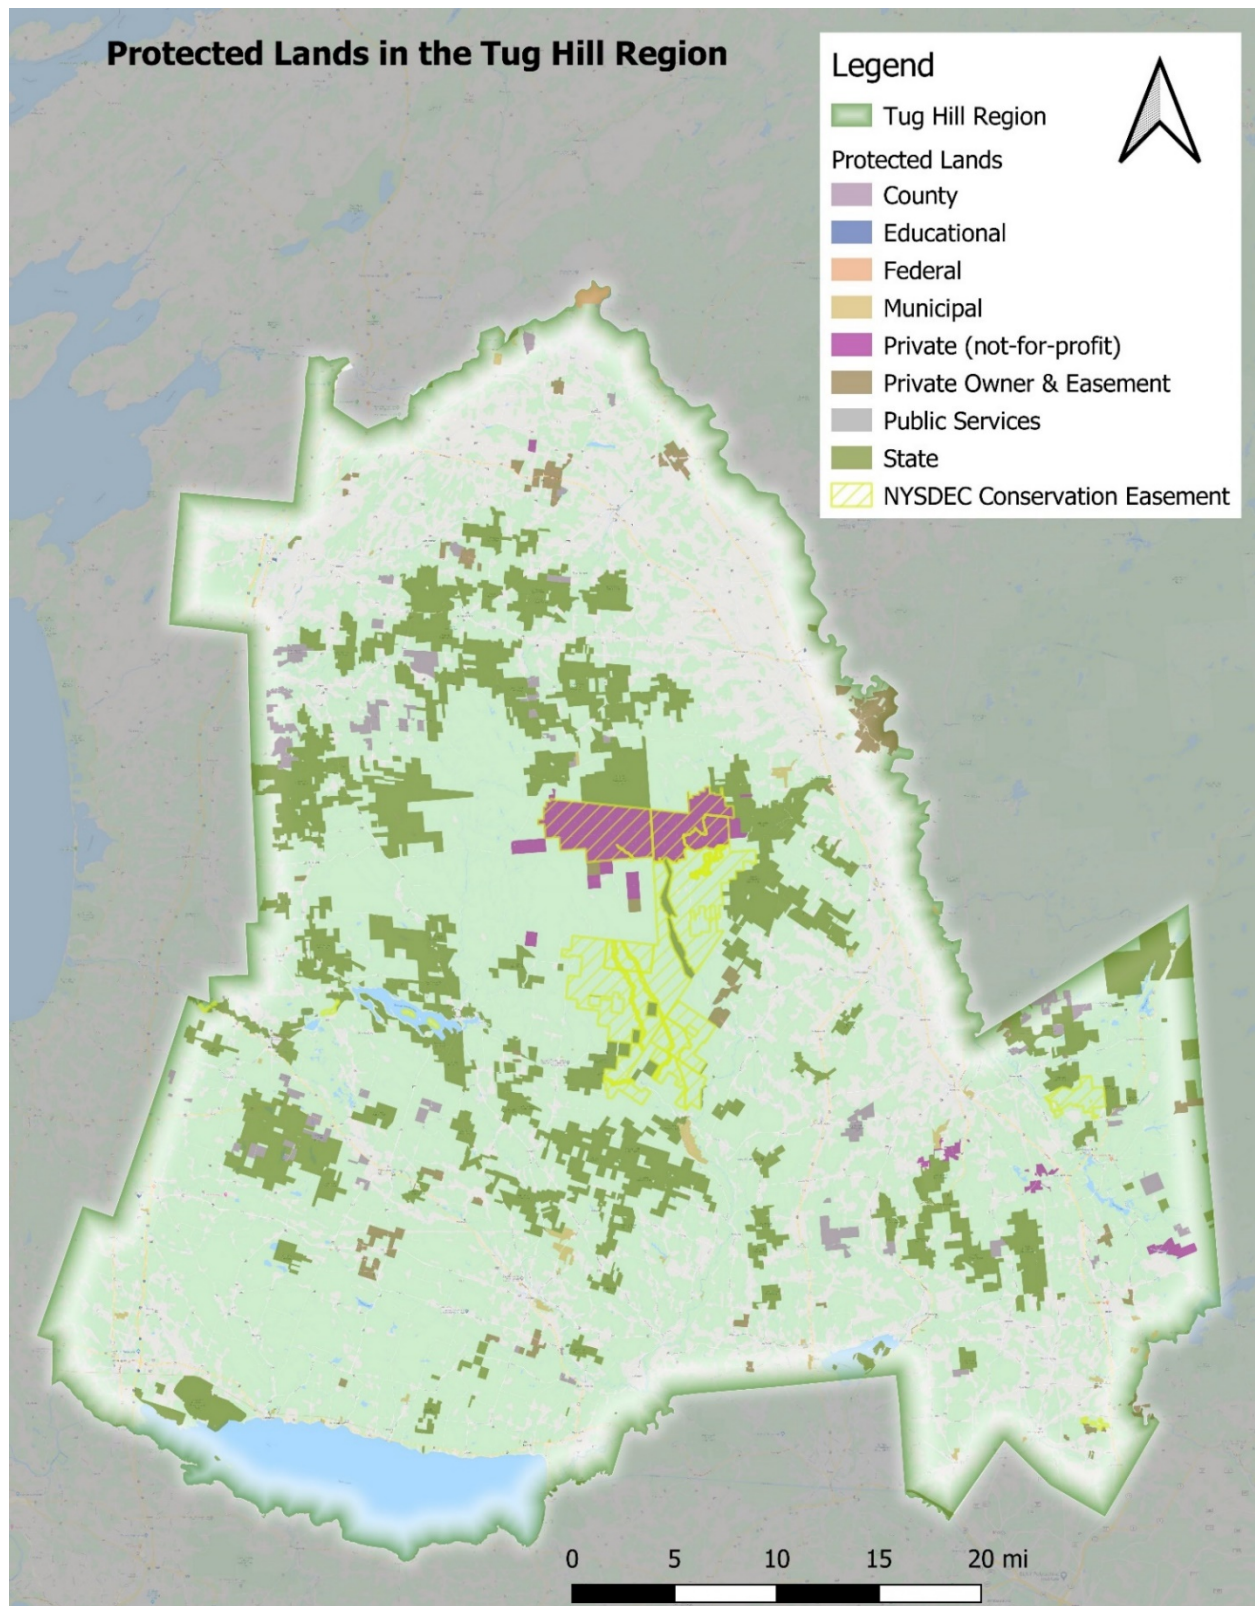 Protected Lands in the Tug Hill Region
Legend
Tug Hill Region
Protected Lands
County
Educational
Federal
Municipal
Private (not-for-profit)
Private Owner & Easement
Public Services
State
NYSDEC Conservation Easement
0 5 10 15 20 mi